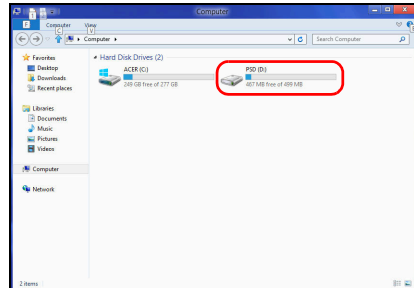 Computer
1
2
F
Computer
View
C
V
Computer
Search Computer
Favorites
Desktop
Downloads
Recent places
Libraries
Documents
Music
Pictures
Videos
Computer
Network
Hard Disk Drives (2)
ACER (C:)
249 GB free of 277 GB
PSD (D:)
467 MB free of 499 MB
2 items